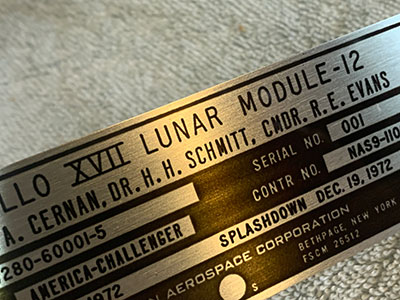 LLO XVII LUNAR MODULE-12
A. CERNAN, DR. H. H. SCHMITT, CMDR. R.E. EVANS
SERIAL NO. 001
280-60001-5 CONTR NO. NAS9-110
AMERICA-CHALLENGER SPLASHDOWN DEC. 19, 1972
1972
N AEROSPACE CORPORATION
BETHPAGE, NEW YORK
S FSCM 26512